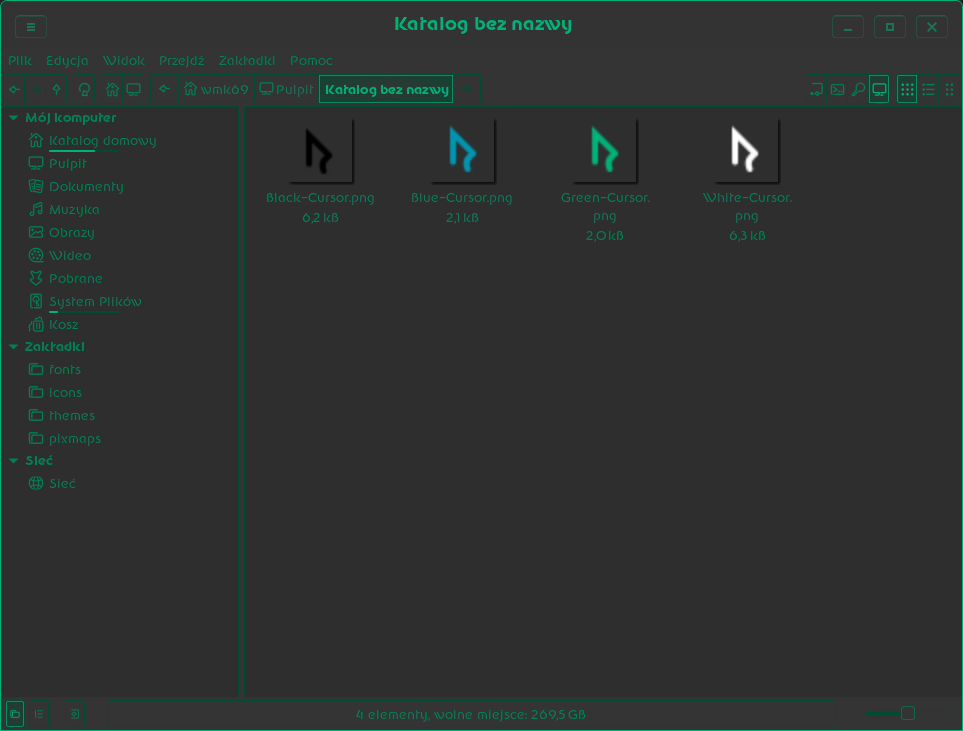 Katalog bez nazwy
Plik Edycja Widok Przejdź Zakładki Pomoc
wmk69 Pulpit Katalog bez nazwy
Mój komputer
Katalog domowy
Pulpit
Dokumenty
Muzyka
Obrazy
Wideo
Pobrane
System Plików
Kosz
Zakładki
fonts
icons
themes
pixmaps
Sieć
Sieć
Black-Cursor.png
6,2 kB
Blue-Cursor.png
2,1 kB
Green-Cursor.
png
2,0 kB
White-Cursor.
png
6,3 kB
4 elementy, wolne miejsce: 269,5 GB